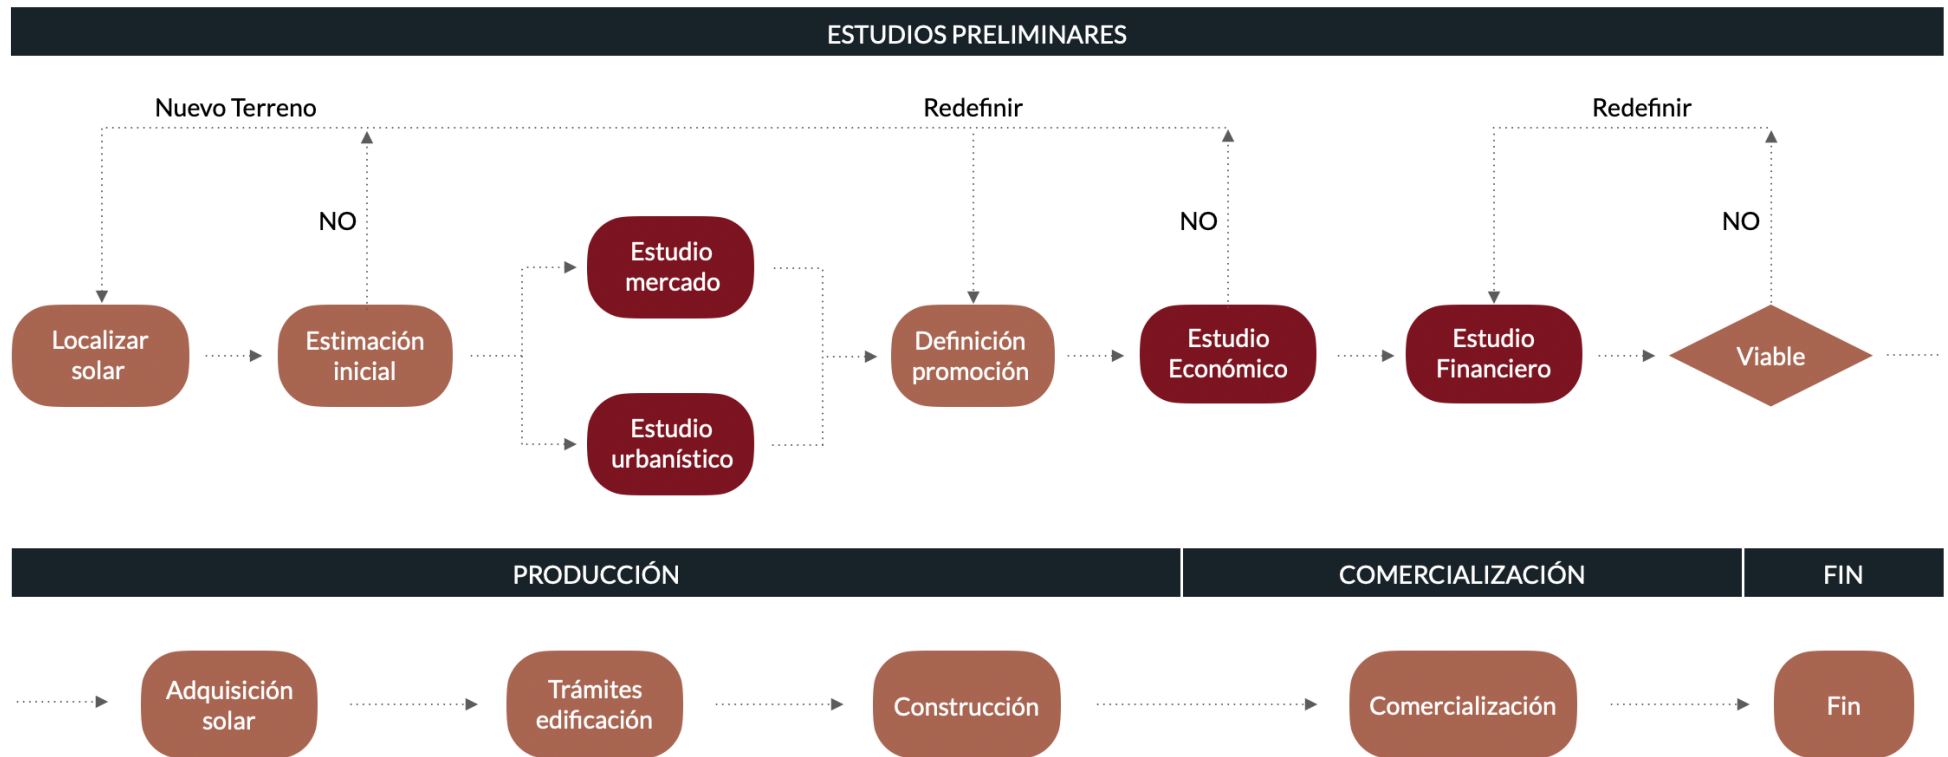 ESTUDIOS PRELIMINARES
Nuevo Terreno
Redefinir
Redefinir
NO
NO
NO
Localizar
solar
Estimación
inicial
Estudio
mercado
Estudio
urbanístico
Definición
promoción
Estudio
Económico
Estudio
Financiero
Viable
PRODUCCIÓN
COMERCIALIZACIÓN
FIN
Adquisición
solar
Trámites
edificación
Construcción
Comercialización
Fin